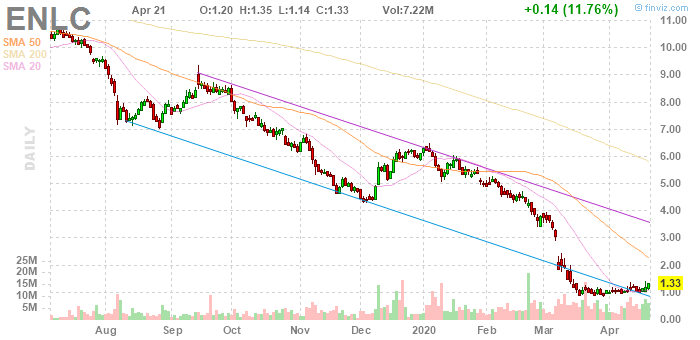 ENLC
Apr 21 O:1.20 H:1.35 L:1.14 C:1.33 Vol:7.22M +0.14 (11.76%)
© finviz.com
SMA 50
SMA 200
SMA 20
DAILY
11.00
10.00
9.00
8.00
7.00
6.00
5.00
4.00
3.00
2.00
1.33
1.00
0.00
25M
20M
15M
10M
5M
Aug Sep Oct Nov Dec 2020 Feb Mar Apr